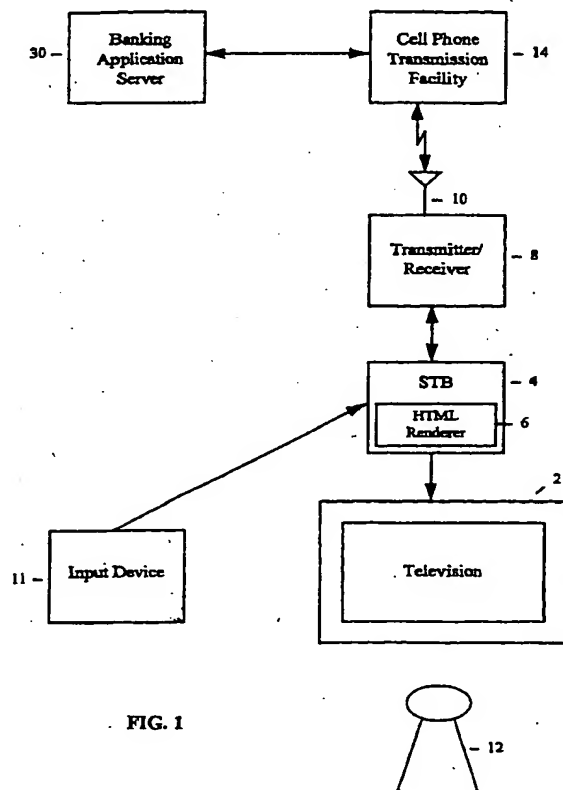 30
Banking
Application
Server
Cell Phone
Transmission
Facility
14
10
Transmitter/
Receiver
8
STB
4
HTML
Renderer
6
2
11
Input Device
Television
FIG. 1
12